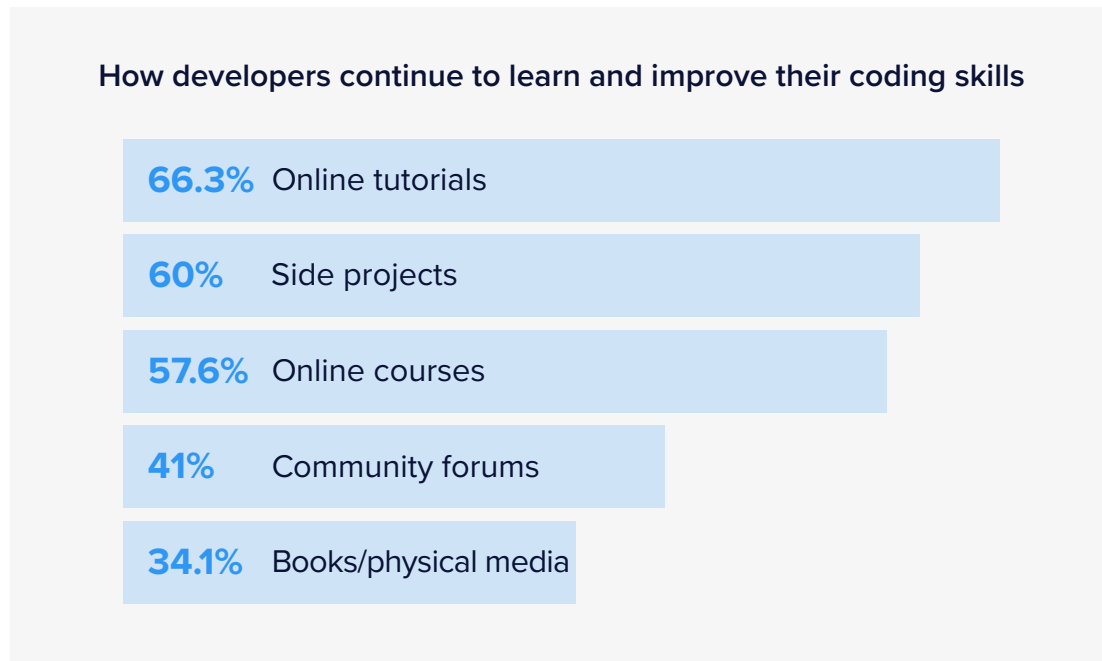 How developers continue to learn and improve their coding skills
66.3% Online tutorials
60% Side projects
57.6% Online courses
41% Community forums
34.1% Books/physical media